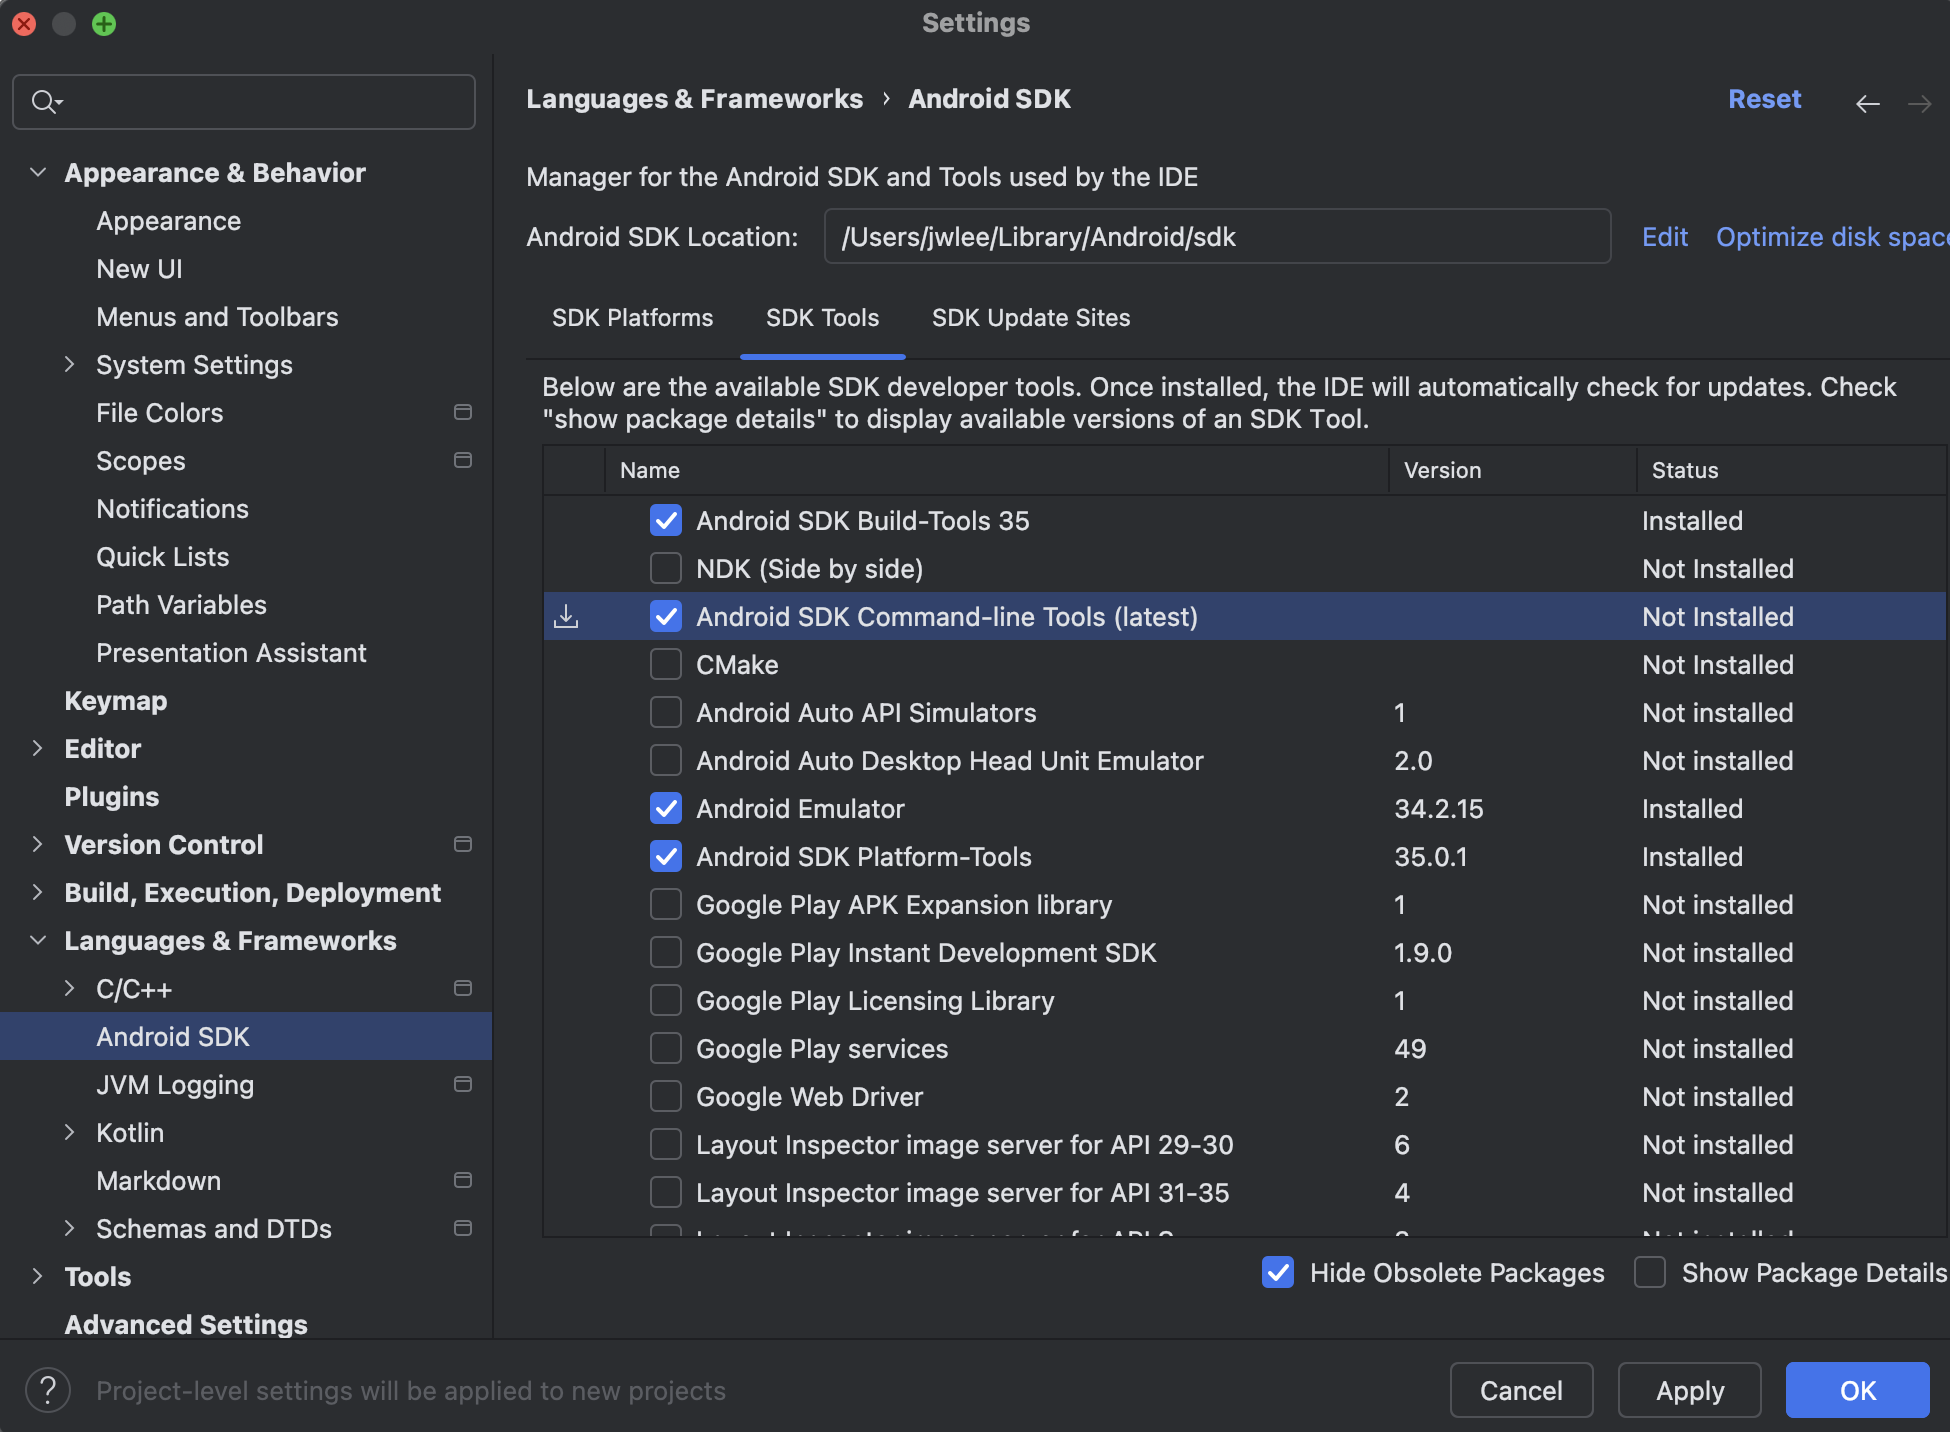 Settings
Appearance & Behavior
Appearance
New UI
Menus and Toolbars
System Settings
File Colors
Scopes
Notifications
Quick Lists
Path Variables
Presentation Assistant
Keymap
Editor
Plugins
Version Control
Build, Execution, Deployment
Languages & Frameworks
C/C++
Android SDK
JVM Logging
Kotlin
Markdown
Schemas and DTDs
Tools
Advanced Settings
Languages & Frameworks › Android SDK
Reset
Manager for the Android SDK and Tools used by the IDE
Android SDK Location: /Users/jwlee/Library/Android/sdk Edit Optimize disk space
SDK Platforms SDK Tools SDK Update Sites
Below are the available SDK developer tools. Once installed, the IDE will automatically check for updates. Check
"show package details" to display available versions of an SDK Tool.
Name Version Status
Android SDK Build-Tools 35 Installed
NDK (Side by side) Not Installed
Android SDK Command-line Tools (latest) Not Installed
CMake Not Installed
Android Auto API Simulators 1 Not installed
Android Auto Desktop Head Unit Emulator 2.0 Not installed
Android Emulator 34.2.15 Installed
Android SDK Platform-Tools 35.0.1 Installed
Google Play APK Expansion library 1 Not installed
Google Play Instant Development SDK 1.9.0 Not installed
Google Play Licensing Library 1 Not installed
Google Play services 49 Not installed
Google Web Driver 2 Not installed
Layout Inspector image server for API 29-30 6 Not installed
Layout Inspector image server for API 31-35 4 Not installed
Layout Inspector image server for API Not installed
Hide Obsolete Packages Show Package Details
? Project-level settings will be applied to new projects
Cancel Apply OK